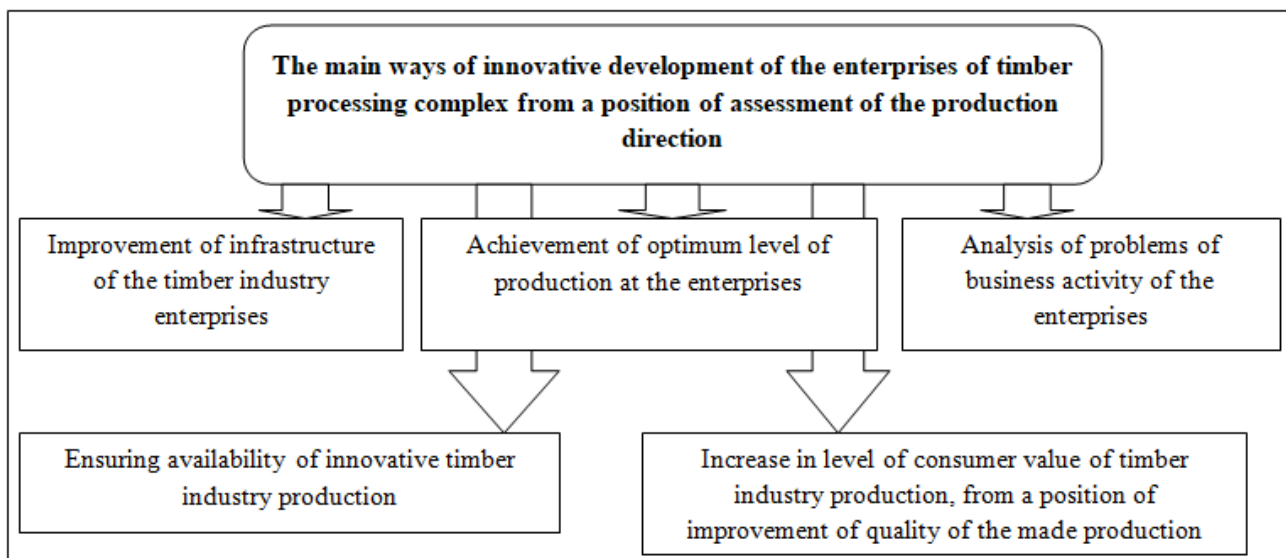 The main ways of innovative development of the enterprises of timber
processing complex from a position of assessment of the production
direction
Improvement of infrastructure
of the timber industry
enterprises
Achievement of optimum level of
production at the enterprises
Analysis of problems of
business activity of the
enterprises
Ensuring availability of innovative timber
industry production
Increase in level of consumer value of timber
industry production, from a position of
improvement of quality of the made production